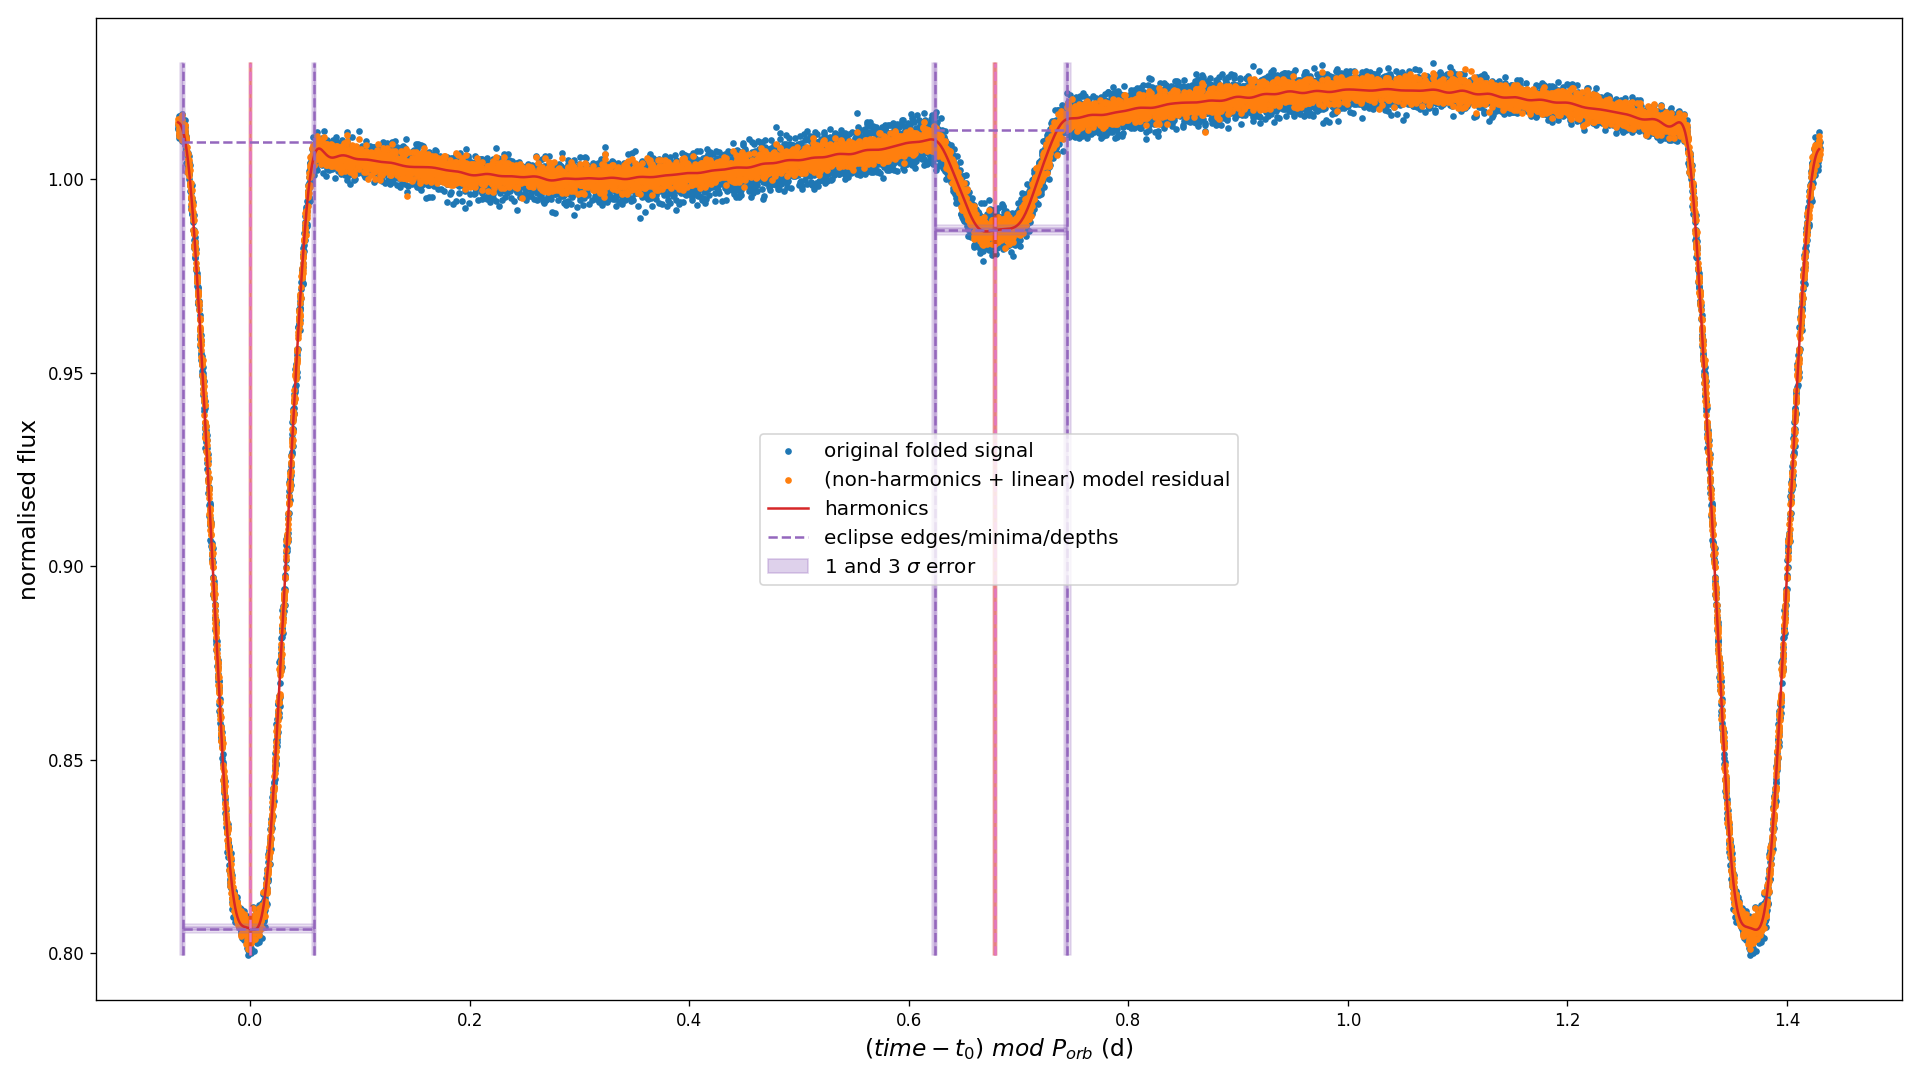 normalised flux
1.00
0.95
0.90
0.85
0.80
original folded signal
(non-harmonics + linear) model residual
harmonics
eclipse edges/minima/depths
1 and 3 σ error
0.0 0.2 0.4 0.6 0.8 1.0 1.2 1.4
(time − t₀) mod Pₒᵣb (d)